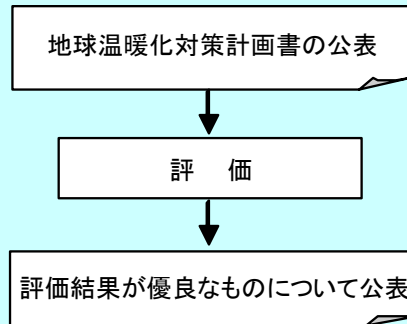 地球温暖化対策計画書の公表
評　価
評価結果が優良なものについて公表